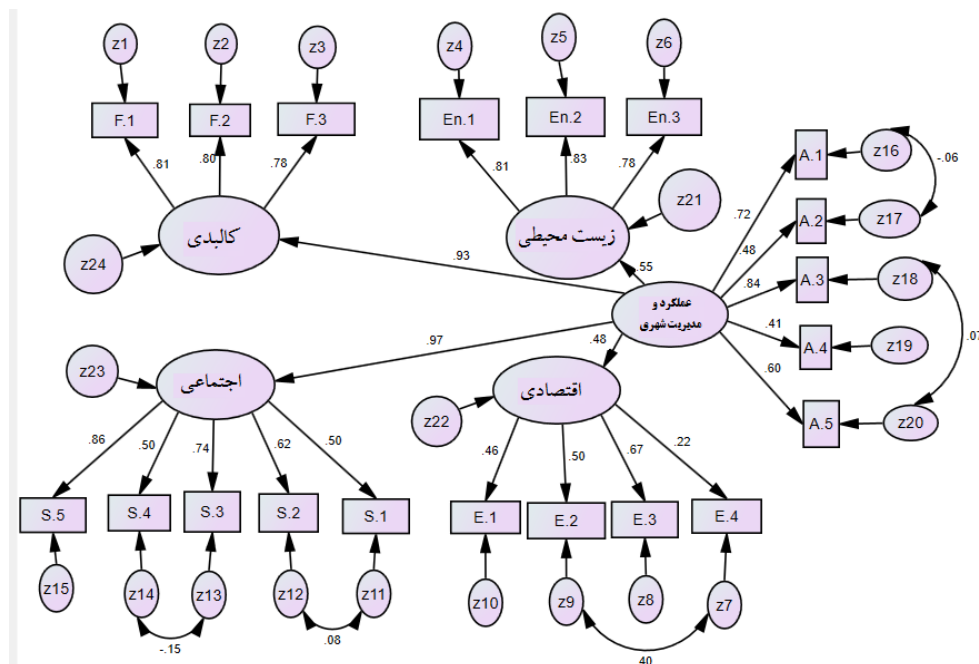 z1
z2
z3
z4
z5
z6
F.1
F.2
F.3
En.1
En.2
En.3
A.1
z16
-.06
.81
.80
.78
.81
.83
.78
z21
.72
A.2
z17
کالبدی
زیست محیطی
.48
z24
.93
.55
.84
A.3
z18
عملکرد و
مدیریت شهری
.41
A.4
z19
.07
.97
.48
.60
z23
اجتماعی
اقتصادی
z22
A.5
z20
.86
.50
.74
.62
.50
.46
.50
.67
.22
S.5
S.4
S.3
S.2
S.1
E.1
E.2
E.3
E.4
z15
z14
z13
z12
z11
z10
z9
z8
z7
-.15
.08
.40